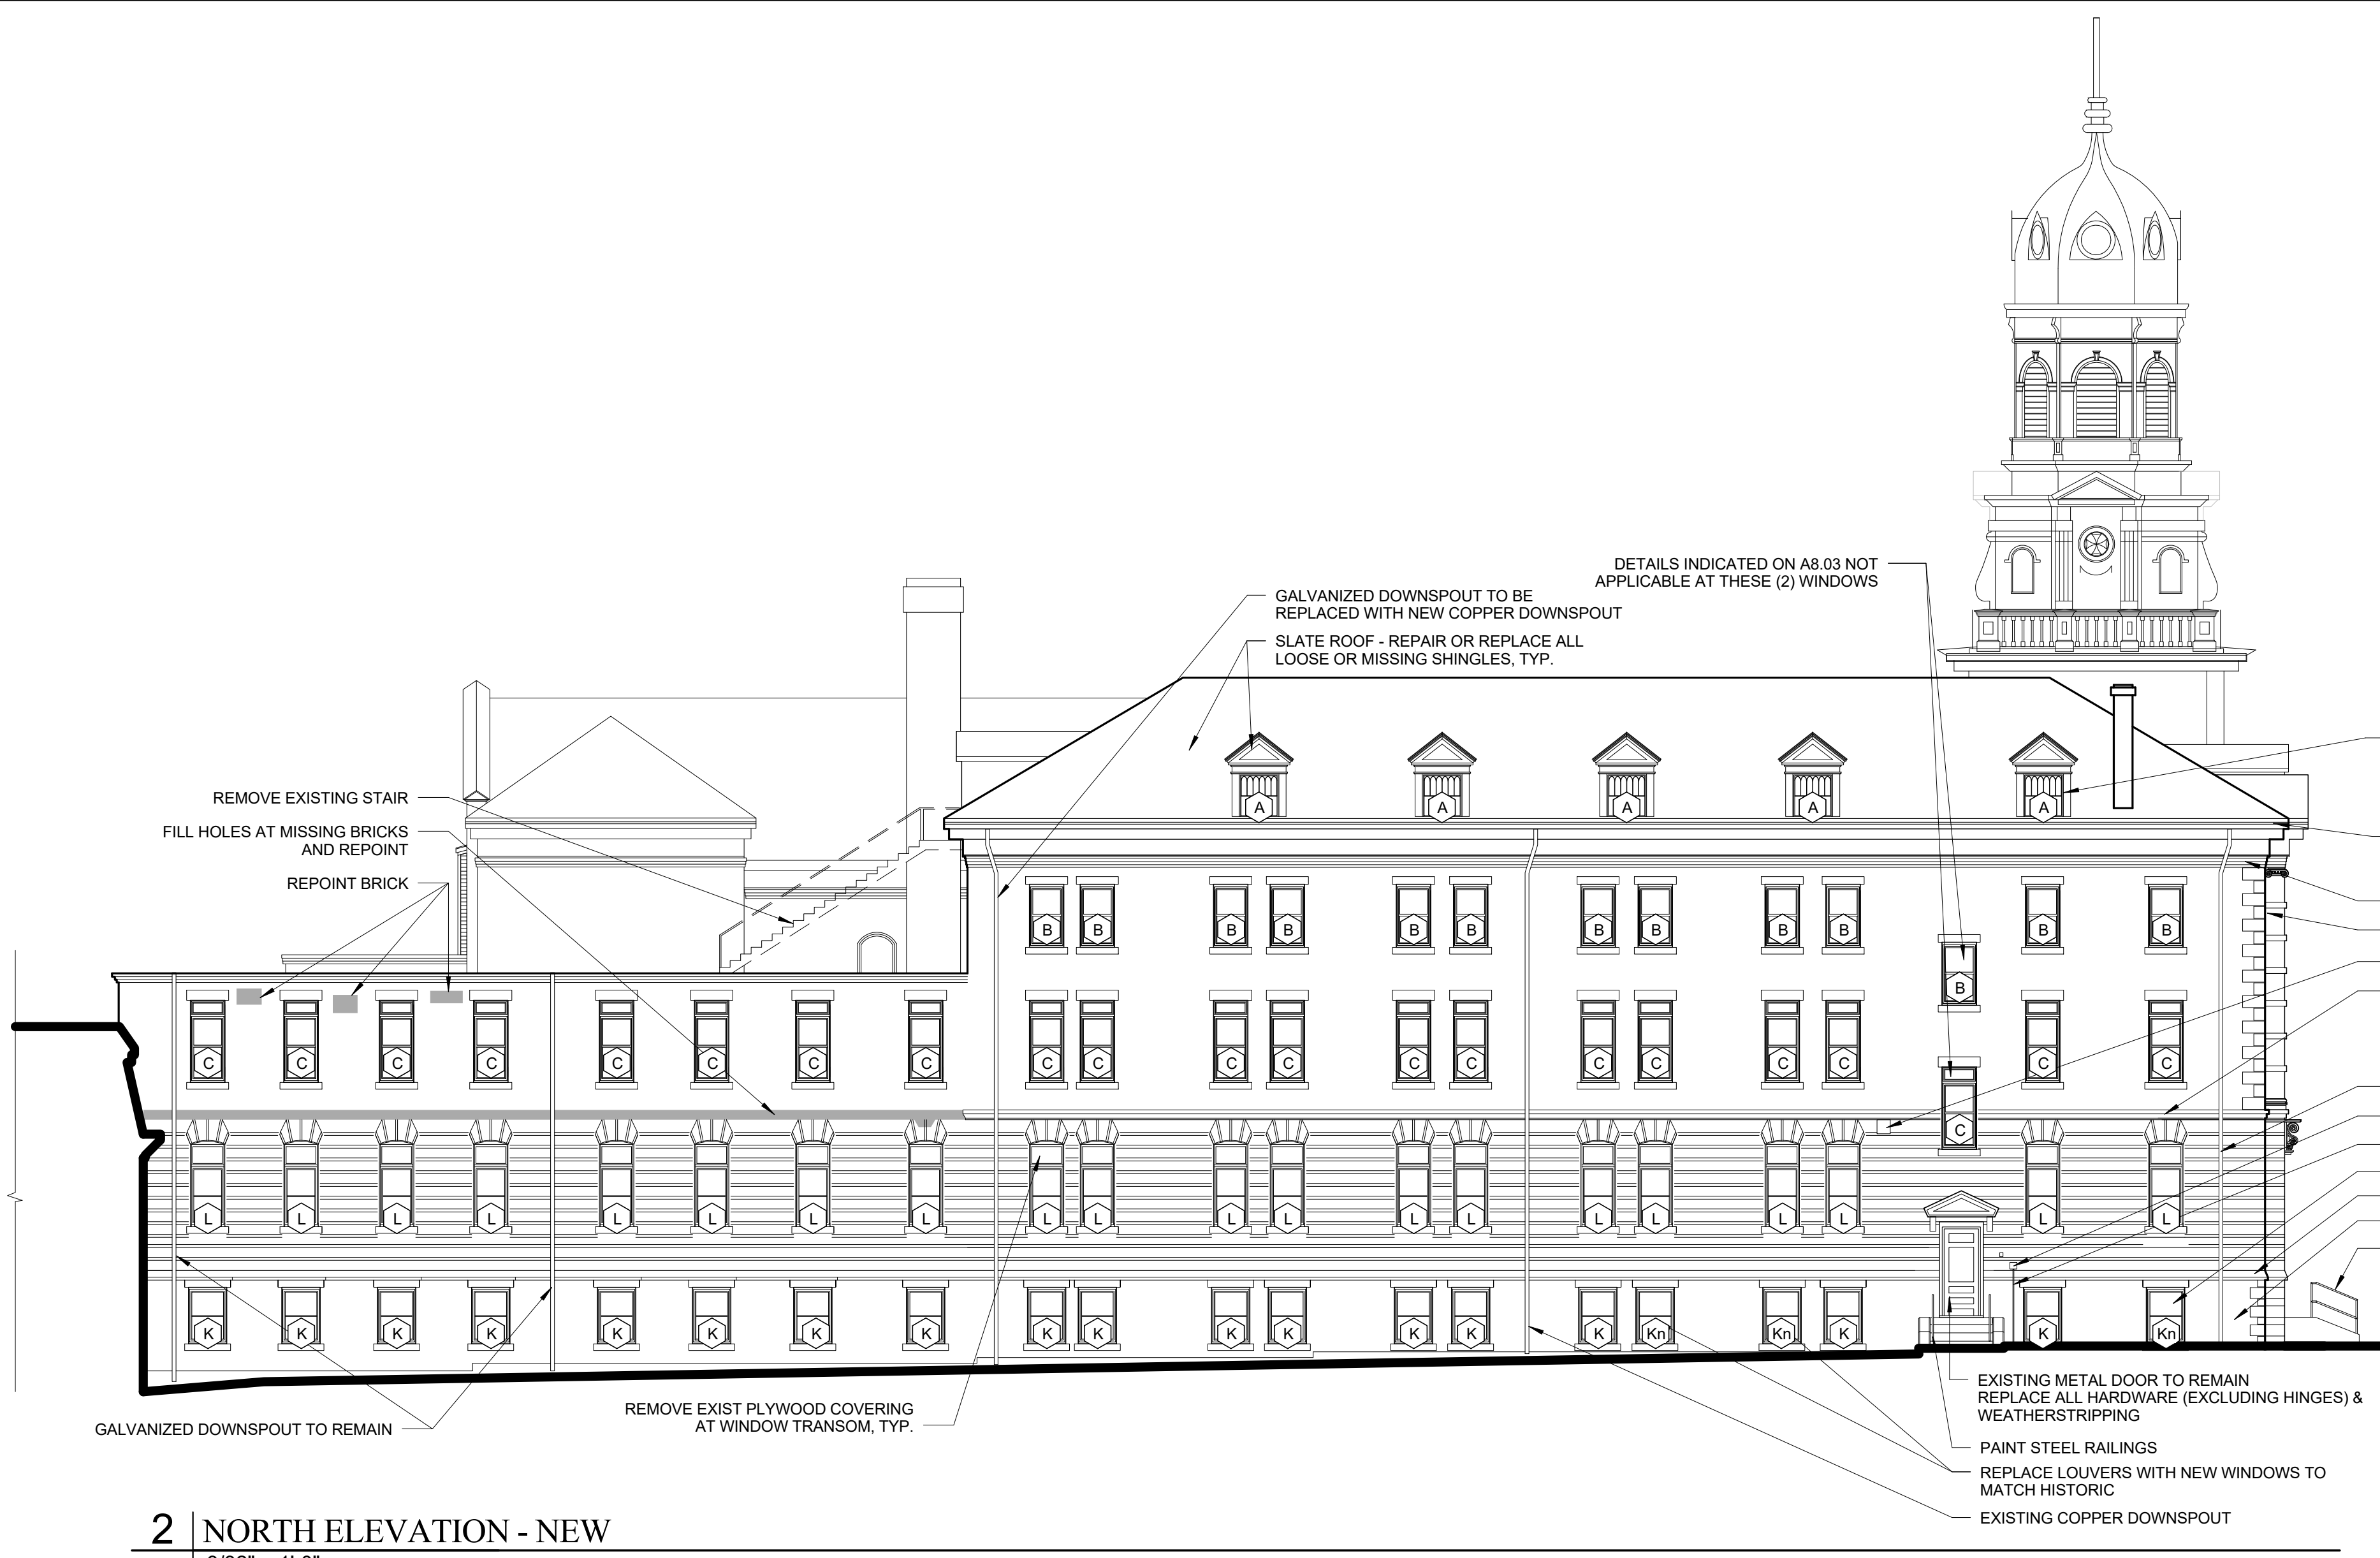 DETAILS INDICATED ON A8.03 NOT
APPLICABLE AT THESE (2) WINDOWS
GALVANIZED DOWNSPOUT TO BE
REPLACED WITH NEW COPPER DOWNSPOUT
SLATE ROOF - REPAIR OR REPLACE ALL
LOOSE OR MISSING SHINGLES, TYP.
REMOVE EXISTING STAIR
FILL HOLES AT MISSING BRICKS
AND REPOINT
REPOINT BRICK
A A A A A
B B B B B B B B B B B B
B
C C C C C C C C C C C C C C C C C C C C
C
L L L L L L L L L L L L L L L L L L L L
K K K K K K K K K K K K K K K Kn Kn K K Kn
GALVANIZED DOWNSPOUT TO REMAIN
REMOVE EXIST PLYWOOD COVERING
AT WINDOW TRANSOM, TYP.
EXISTING METAL DOOR TO REMAIN
REPLACE ALL HARDWARE (EXCLUDING HINGES) &
WEATHERSTRIPPING
PAINT STEEL RAILINGS
REPLACE LOUVERS WITH NEW WINDOWS TO
MATCH HISTORIC
EXISTING COPPER DOWNSPOUT
2 NORTH ELEVATION - NEW